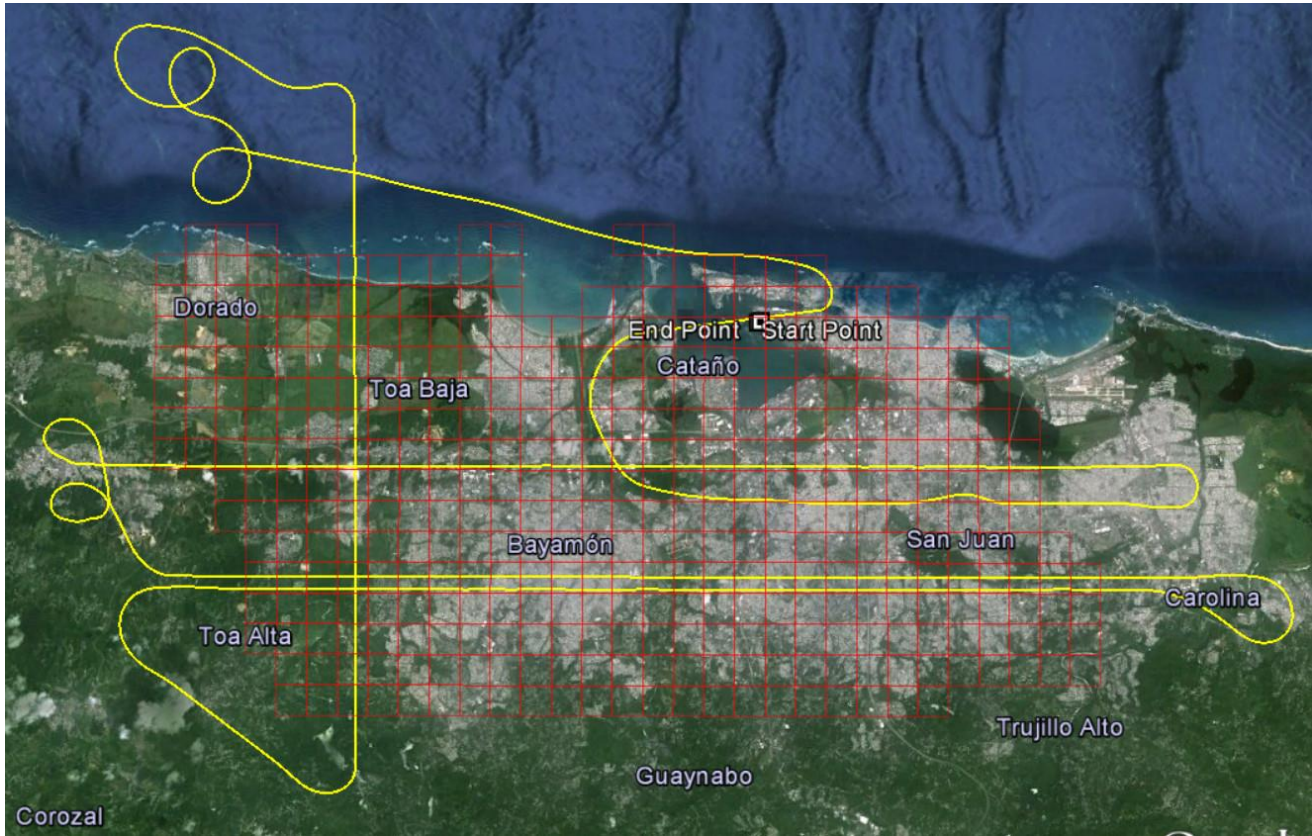 Dorado
End Point
Start Point
Cataño
Toa Baja
Bayamón
San Juan
Carolina
Toa Alta
Trujillo Alto
Guaynabo
Corozal